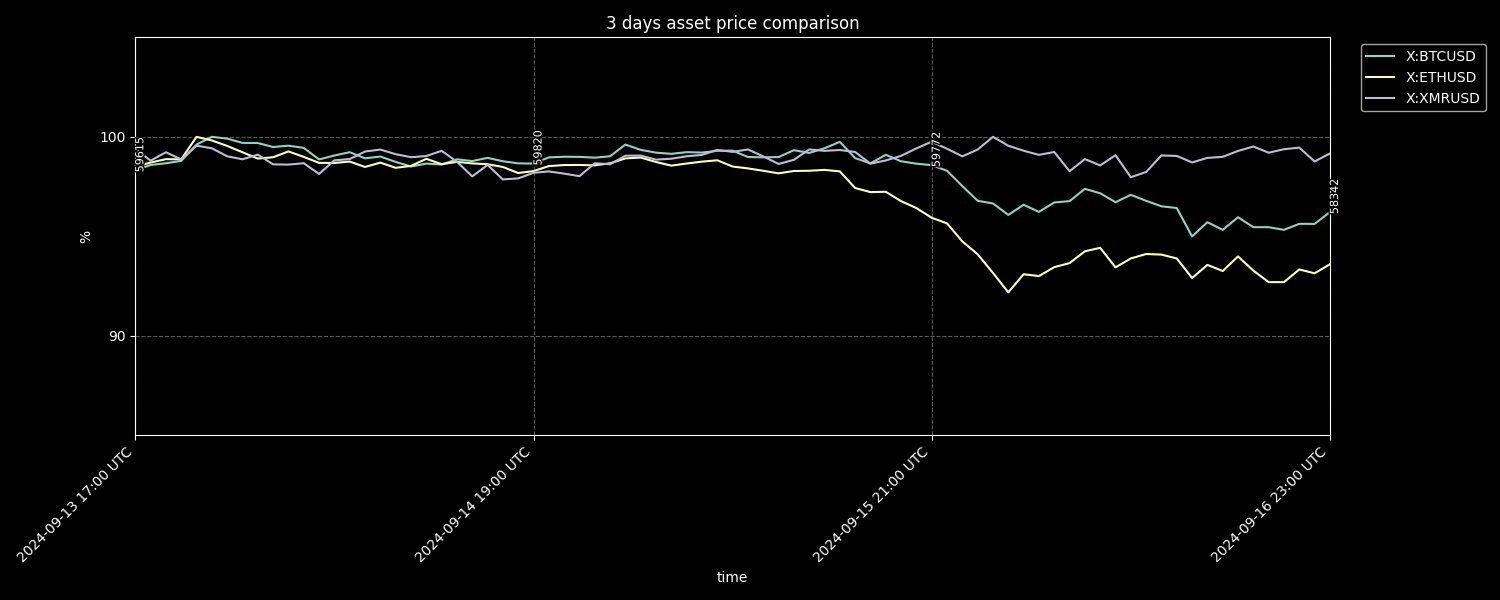 3 days asset price comparison
X:BTCUSD
X:ETHUSD
X:XMRUSD
100
90
%
59615
59820
59772
58342
2024-09-13 17:00 UTC
2024-09-14 19:00 UTC
2024-09-15 21:00 UTC
2024-09-16 23:00 UTC
time